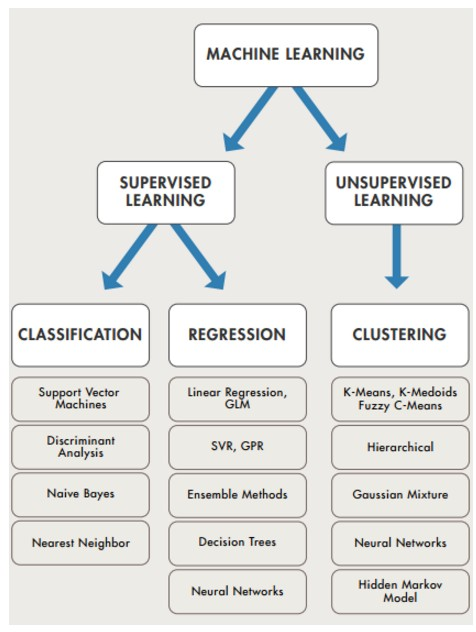 MACHINE LEARNING
SUPERVISED
LEARNING
UNSUPERVISED
LEARNING
CLASSIFICATION
Support Vector
Machines
Discriminant
Analysis
Naive Bayes
Nearest Neighbor
REGRESSION
Linear Regression,
GLM
SVR, GPR
Ensemble Methods
Decision Trees
Neural Networks
CLUSTERING
K-Means, K-Medoids
Fuzzy C-Means
Hierarchical
Gaussian Mixture
Neural Networks
Hidden Markov
Model